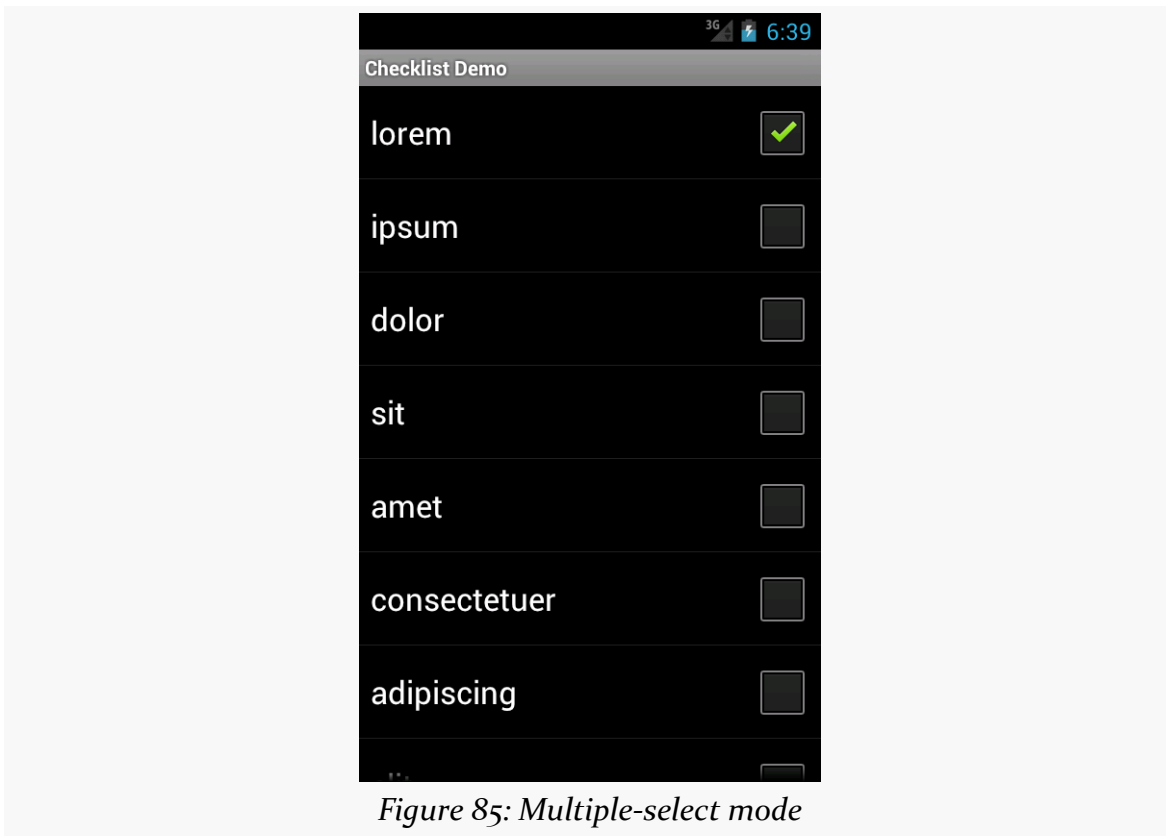 3G 6:39
Checklist Demo
lorem
ipsum
dolor
sit
amet
consectetuer
adipiscing
Figure 85: Multiple-select mode